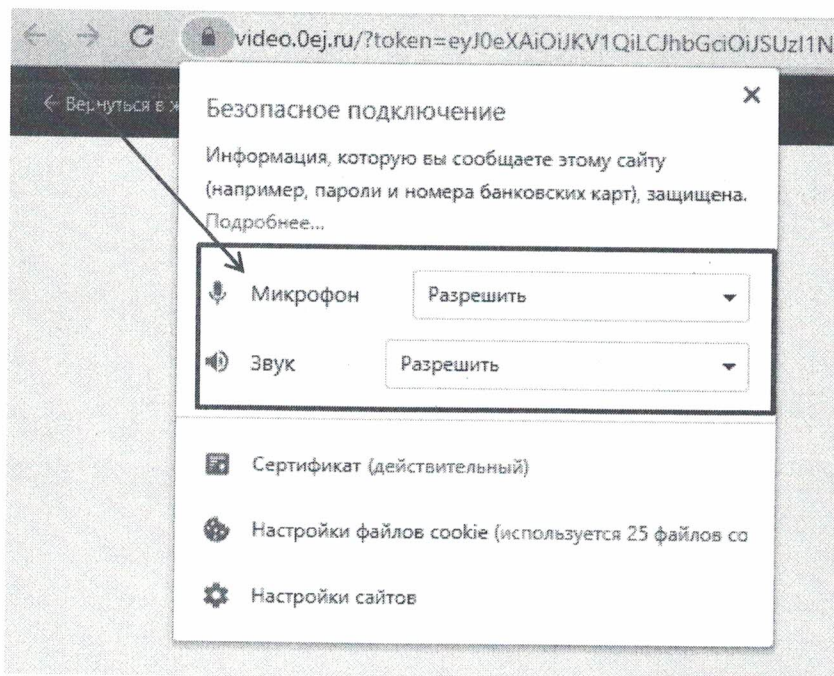 video.0ej.ru/?token=eyJ0eXAiOiJKV1QiLCJhbGciOiJSUzI1N
← Вернуться в ж
Безопасное подключение
Информация, которую вы сообщаете этому сайту
(например, пароли и номера банковских карт), защищена.
Подробнее...
Микрофон Разрешить
Звук Разрешить
Сертификат (действительный)
Настройки файлов cookie (используется 25 файлов co
Настройки сайтов